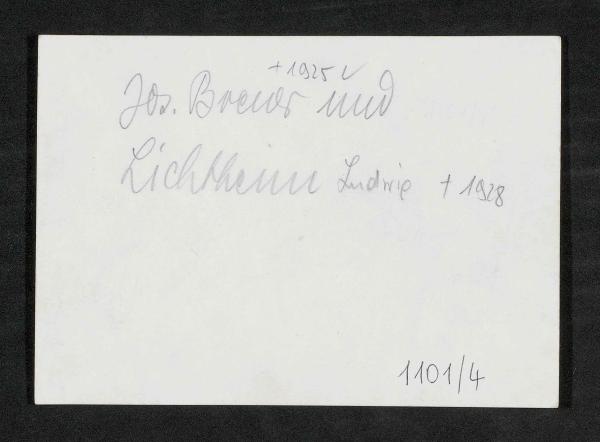 † 1925 ✓
Jos. Breuer und
Lichtheim Ludwig † 1928
1101/4